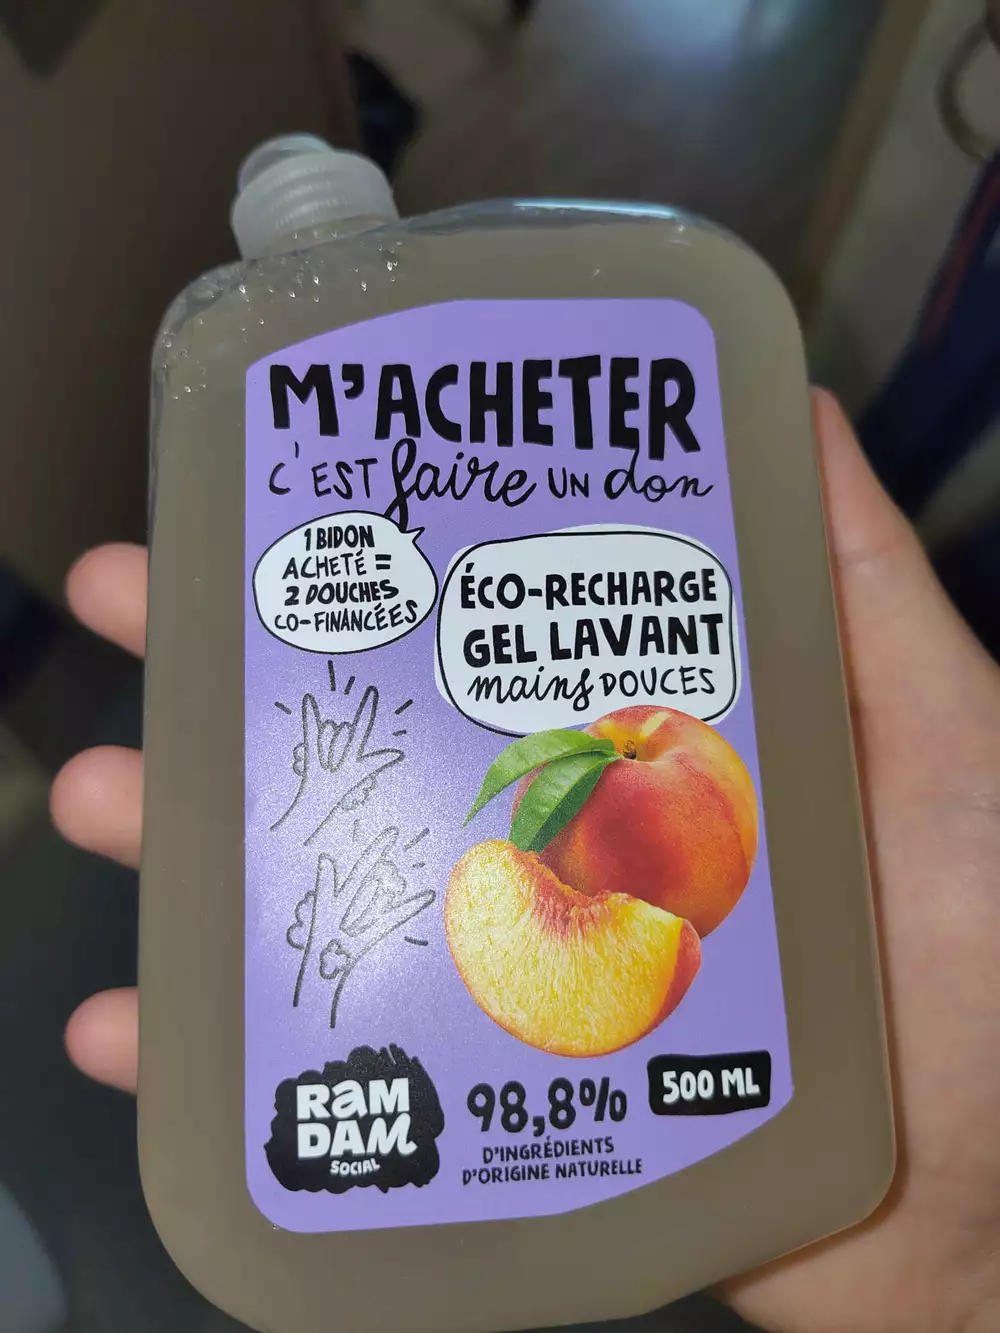 M'ACHETER
C'EST faire UN don
1 BIDON
ACHETÉ =
2 DOUCHES
CO-FINANCÉES
ÉCO-RECHARGE
GEL LAVANT
mains DOUCES
RAM
DAM
SOCIAL
98,8%
D'INGRÉDIENTS
D'ORIGINE NATURELLE
500 ML